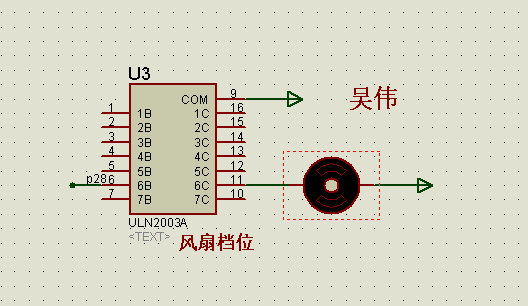 U3
COM 9
吴伟
1 1B 1C 16
2 2B 2C 15
3 3B 3C 14
4 4B 4C 13
5 5B 5C 12
p28 6 6B 6C 11
7 7B 7C 10
ULN2003A
<TEXT>
风扇档位